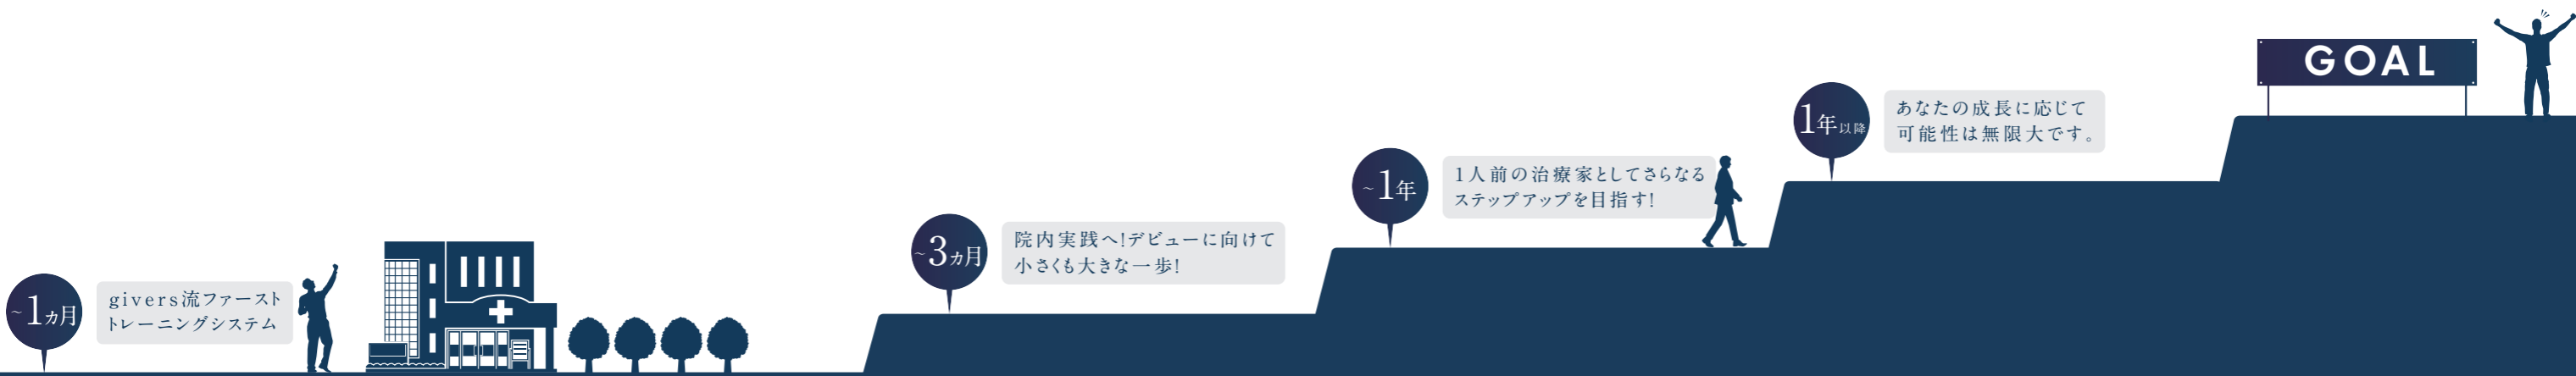 ~1ヵ月
givers流ファースト
トレーニングシステム
~3ヵ月
院内実践へ!デビューに向けて
小さくも大きな一歩!
~1年
1人前の治療家としてさらなる
ステップアップを目指す!
1年以降
あなたの成長に応じて
可能性は無限大です。
GOAL